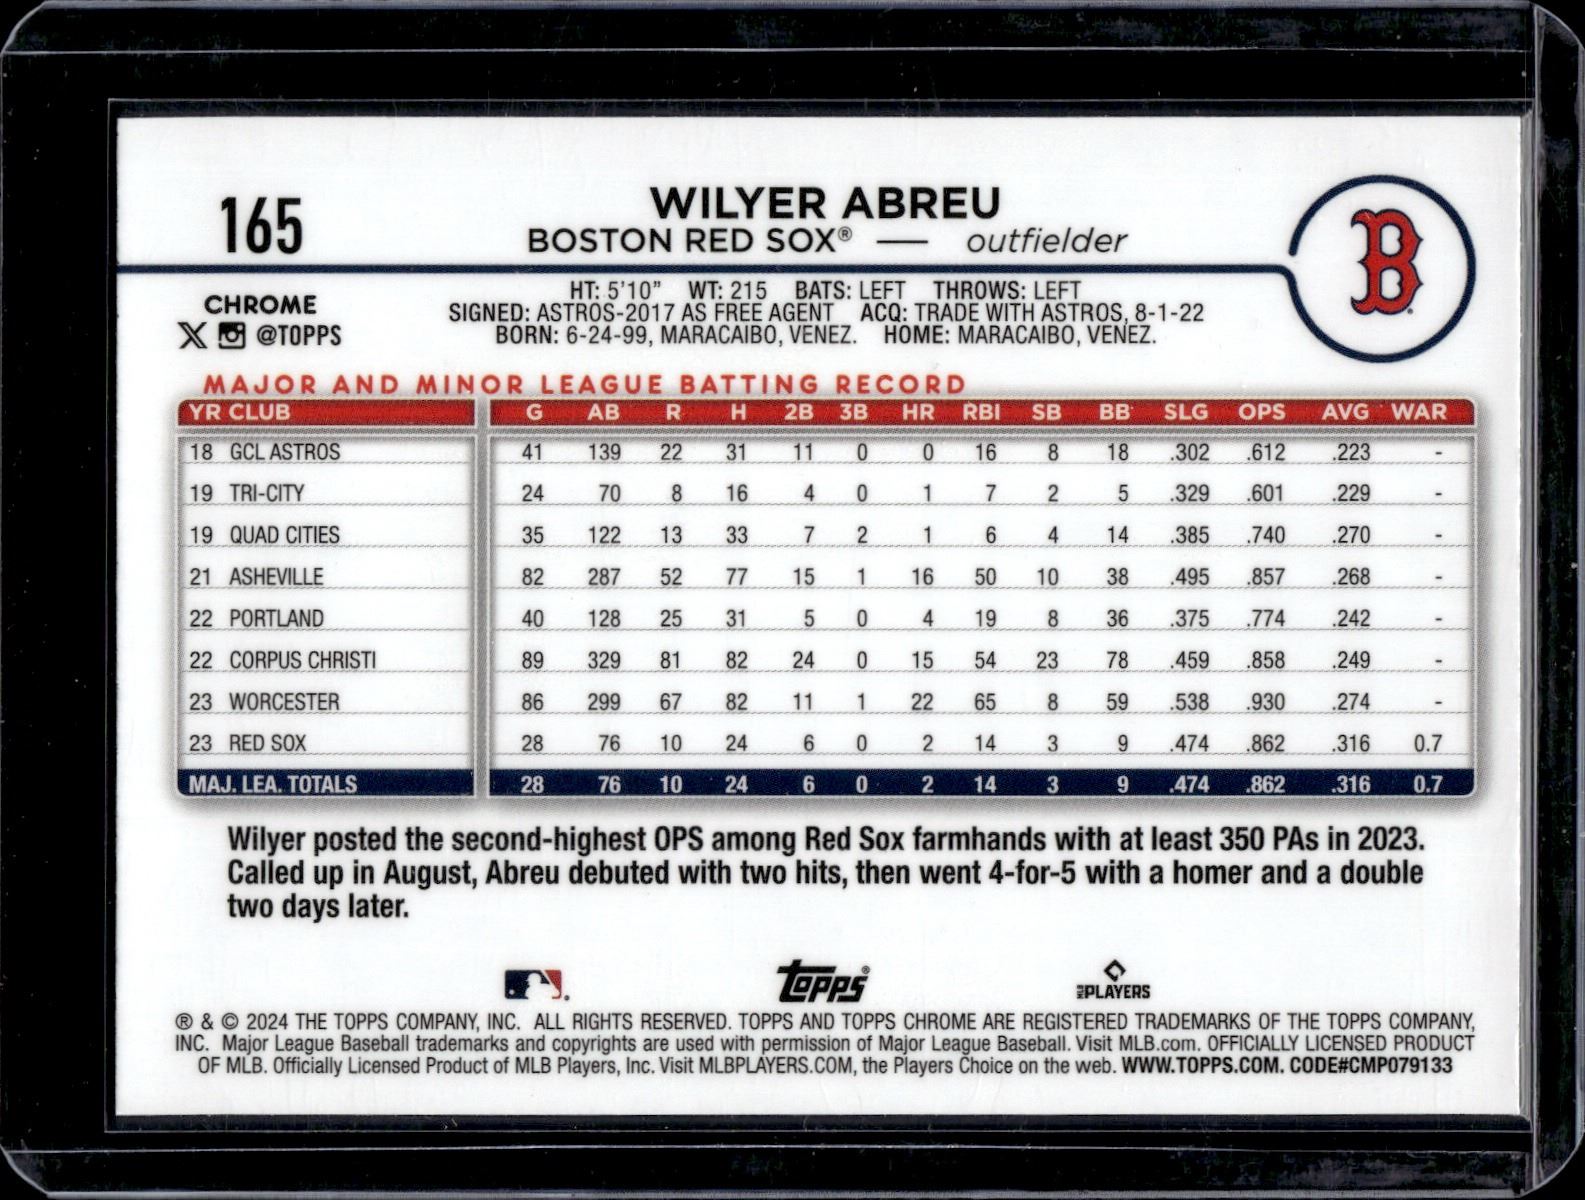 165
WILYER ABREU
BOSTON RED SOX® — outfielder
B
CHROME
X @TOPPS
HT: 5'10" WT: 215 BATS: LEFT THROWS: LEFT
SIGNED: ASTROS-2017 AS FREE AGENT ACQ: TRADE WITH ASTROS, 8-1-22
BORN: 6-24-99, MARACAIBO, VENEZ. HOME: MARACAIBO, VENEZ.
MAJOR AND MINOR LEAGUE BATTING RECORD
YR CLUB G AB R H 2B 3B HR RBI SB BB SLG OPS AVG WAR
18 GCL ASTROS 41 139 22 31 11 0 0 16 8 18 .302 .612 .223 -
19 TRI-CITY 24 70 8 16 4 0 1 7 2 5 .329 .601 .229 -
19 QUAD CITIES 35 122 13 33 7 2 1 6 4 14 .385 .740 .270 -
21 ASHEVILLE 82 287 52 77 15 1 16 50 10 38 .495 .857 .268 -
22 PORTLAND 40 128 25 31 5 0 4 19 8 36 .375 .774 .242 -
22 CORPUS CHRISTI 89 329 81 82 24 0 15 54 23 78 .459 .858 .249 -
23 WORCESTER 86 299 67 82 11 1 22 65 8 59 .538 .930 .274 -
23 RED SOX 28 76 10 24 6 0 2 14 3 9 .474 .862 .316 0.7
MAJ. LEA. TOTALS 28 76 10 24 6 0 2 14 3 9 .474 .862 .316 0.7
Wilyer posted the second-highest OPS among Red Sox farmhands with at least 350 PAs in 2023.
Called up in August, Abreu debuted with two hits, then went 4-for-5 with a homer and a double
two days later.
Topps®
MLB PLAYERS
® & © 2024 THE TOPPS COMPANY, INC. ALL RIGHTS RESERVED. TOPPS AND TOPPS CHROME ARE REGISTERED TRADEMARKS OF THE TOPPS COMPANY,
INC. Major League Baseball trademarks and copyrights are used with permission of Major League Baseball. Visit MLB.com. OFFICIALLY LICENSED PRODUCT
OF MLB. Officially Licensed Product of MLB Players, Inc. Visit MLBPLAYERS.COM, the Players Choice on the web. WWW.TOPPS.COM. CODE#CMP079133